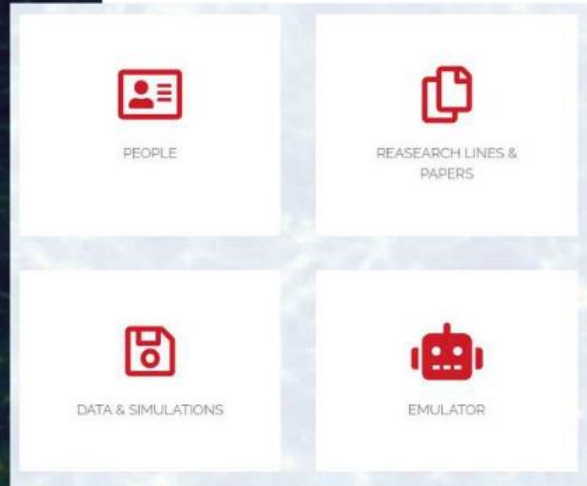 PEOPLE
REASEARCH LINES &
PAPERS
DATA & SIMULATIONS
EMULATOR